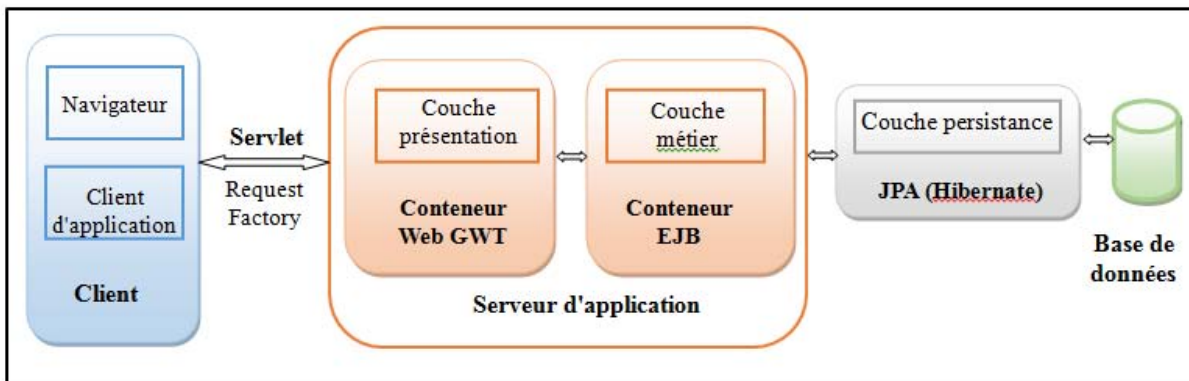 Navigateur
Client
d'application
Client
Servlet
Request
Factory
Couche
présentation
Conteneur
Web GWT
Couche
métier
Conteneur
EJB
Serveur d'application
Couche persistance
JPA (Hibernate)
Base de
données